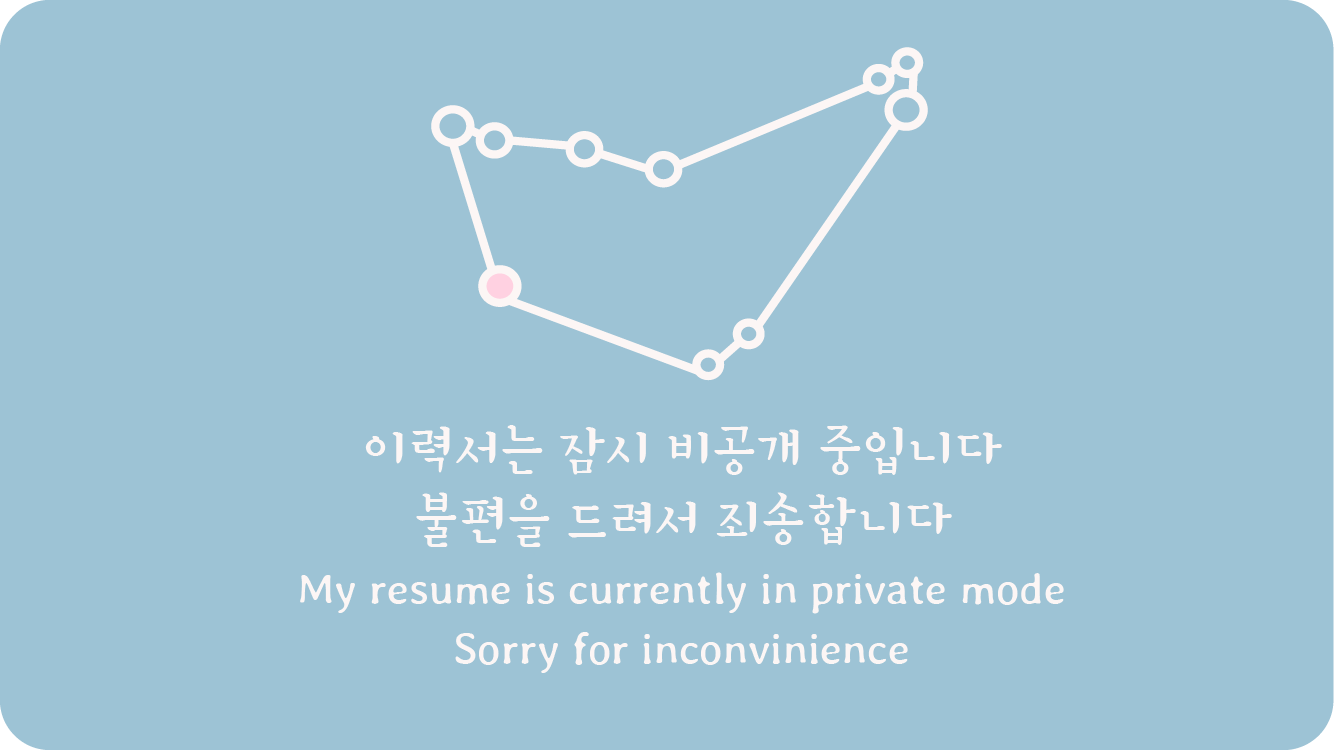 이력서는 잠시 비공개 중입니다
불편을 드려서 죄송합니다
My resume is currently in private mode
Sorry for inconvinience